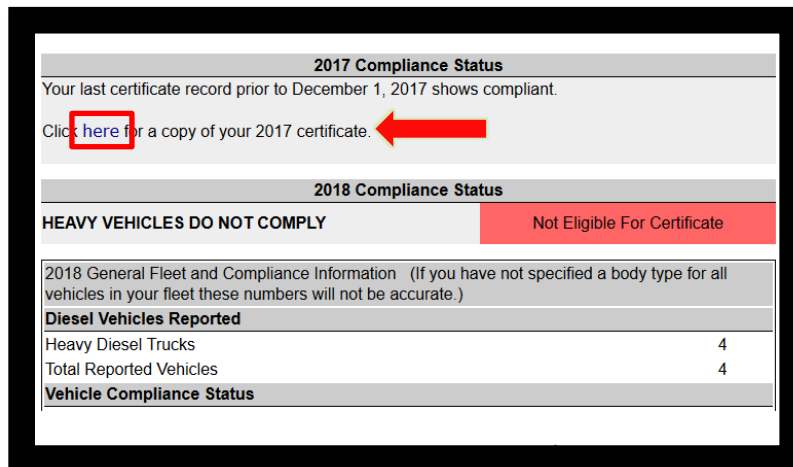 2017 Compliance Status
Your last certificate record prior to December 1, 2017 shows compliant.
Click here for a copy of your 2017 certificate.
2018 Compliance Status
HEAVY VEHICLES DO NOT COMPLY Not Eligible For Certificate
2018 General Fleet and Compliance Information (If you have not specified a body type for all
vehicles in your fleet these numbers will not be accurate.)
Diesel Vehicles Reported
Heavy Diesel Trucks 4
Total Reported Vehicles 4
Vehicle Compliance Status